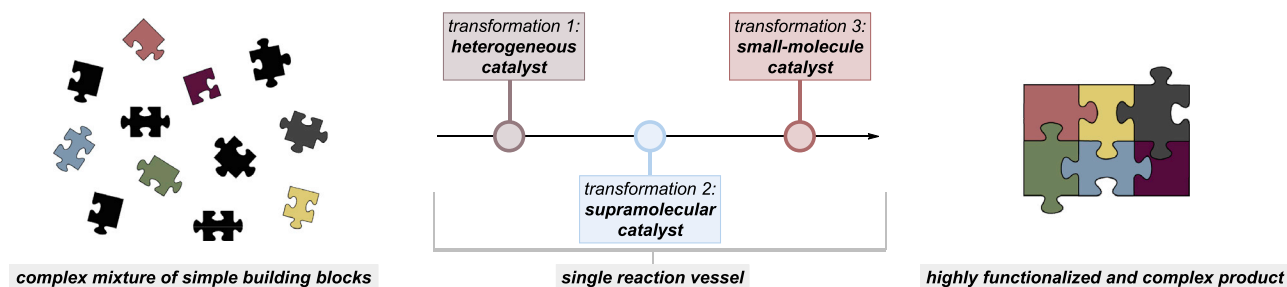 transformation 1:
heterogeneous
catalyst
transformation 3:
small-molecule
catalyst
transformation 2:
supramolecular
catalyst
complex mixture of simple building blocks
single reaction vessel
highly functionalized and complex product